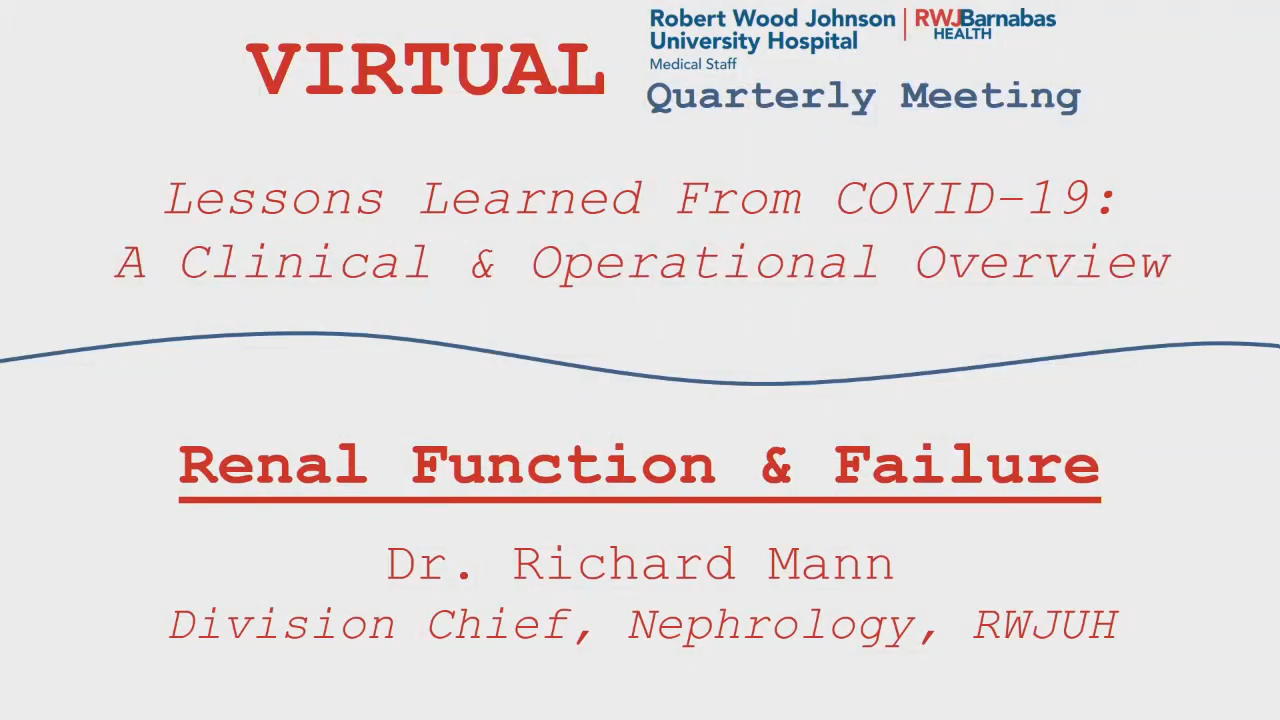 VIRTUAL
Robert Wood Johnson
University Hospital
RWJBarnabas
HEALTH
Medical Staff
Quarterly Meeting
Lessons Learned From COVID-19:
A Clinical & Operational Overview
Renal Function & Failure
Dr. Richard Mann
Division Chief, Nephrology, RWJUH